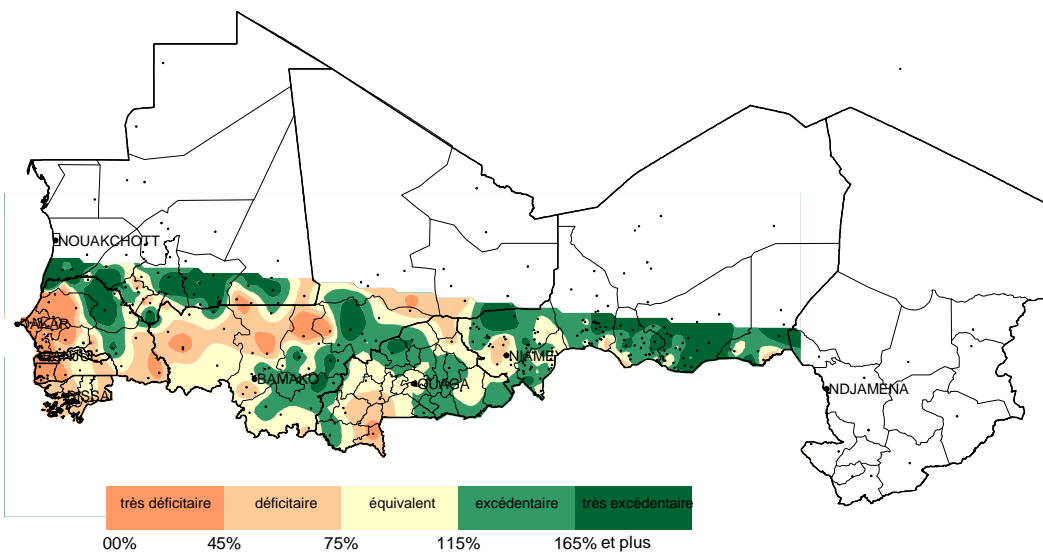 NOUAKCHOTT
DAKAR
BANJUL
BISSAU
BAMAKO
OUAGA
NIAMEY
NDJAMENA
très déficitaire déficitaire équivalent excédentaire très excédentaire
00% 45% 75% 115% 165% et plus